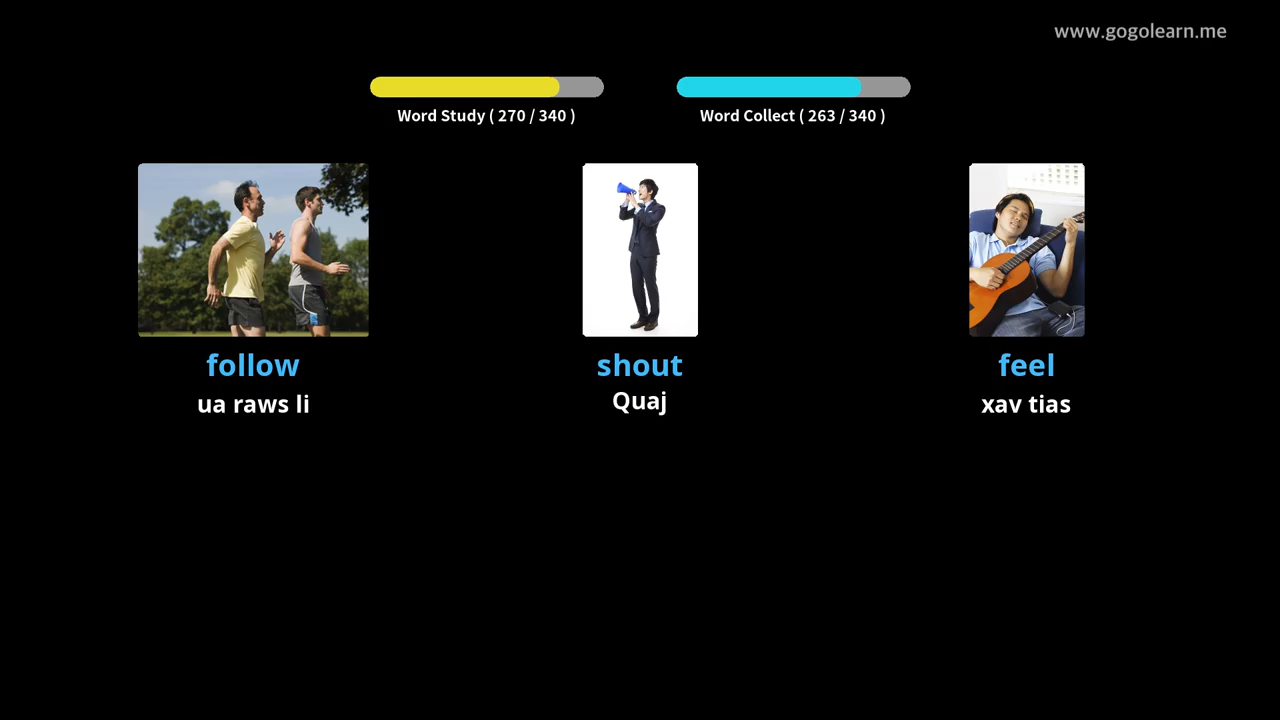 www.gogolearn.me
Word Study ( 270 / 340 )
Word Collect ( 263 / 340 )
follow
shout
feel
ua raws li
Quaj
xav tias